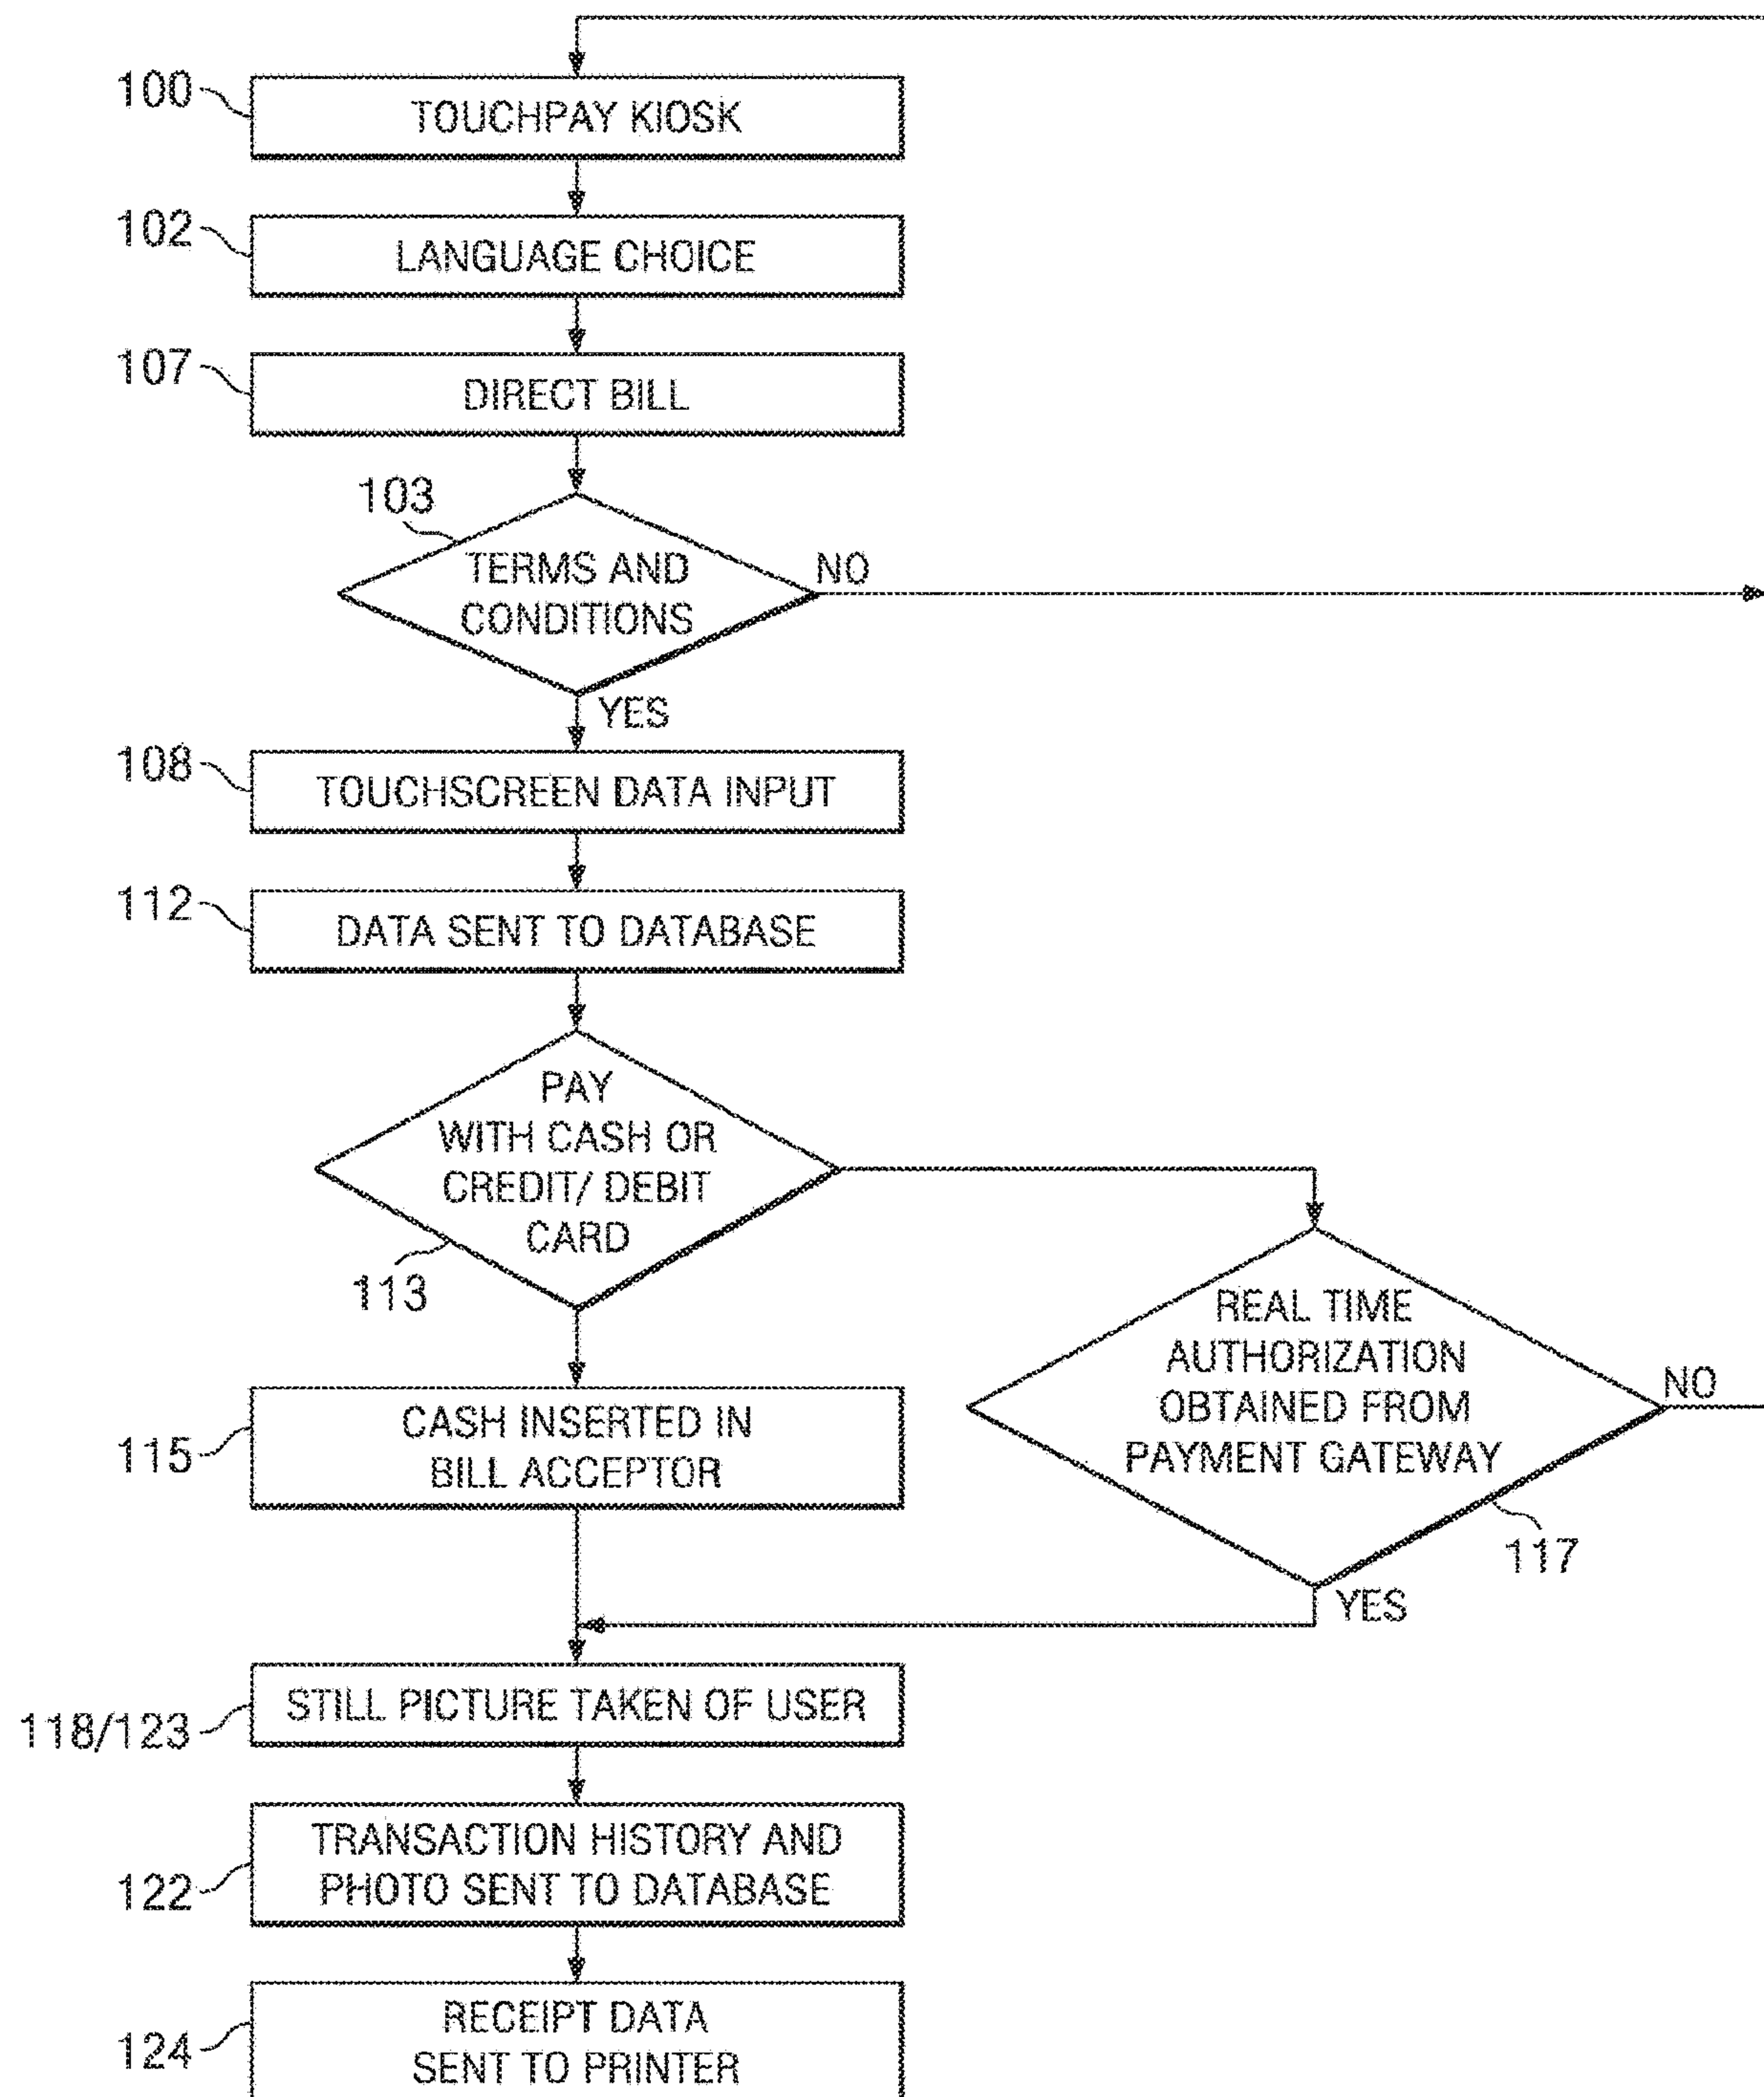 100
TOUCHPAY KIOSK
102
LANGUAGE CHOICE
107
DIRECT BILL
103
TERMS AND
CONDITIONS
NO
YES
108
TOUCHSCREEN DATA INPUT
112
DATA SENT TO DATABASE
PAY
WITH CASH OR
CREDIT/ DEBIT
CARD
113
REAL TIME
AUTHORIZATION
OBTAINED FROM
PAYMENT GATEWAY
NO
117
YES
115
CASH INSERTED IN
BILL ACCEPTOR
118/123
STILL PICTURE TAKEN OF USER
122
TRANSACTION HISTORY AND
PHOTO SENT TO DATABASE
124
RECEIPT DATA
SENT TO PRINTER